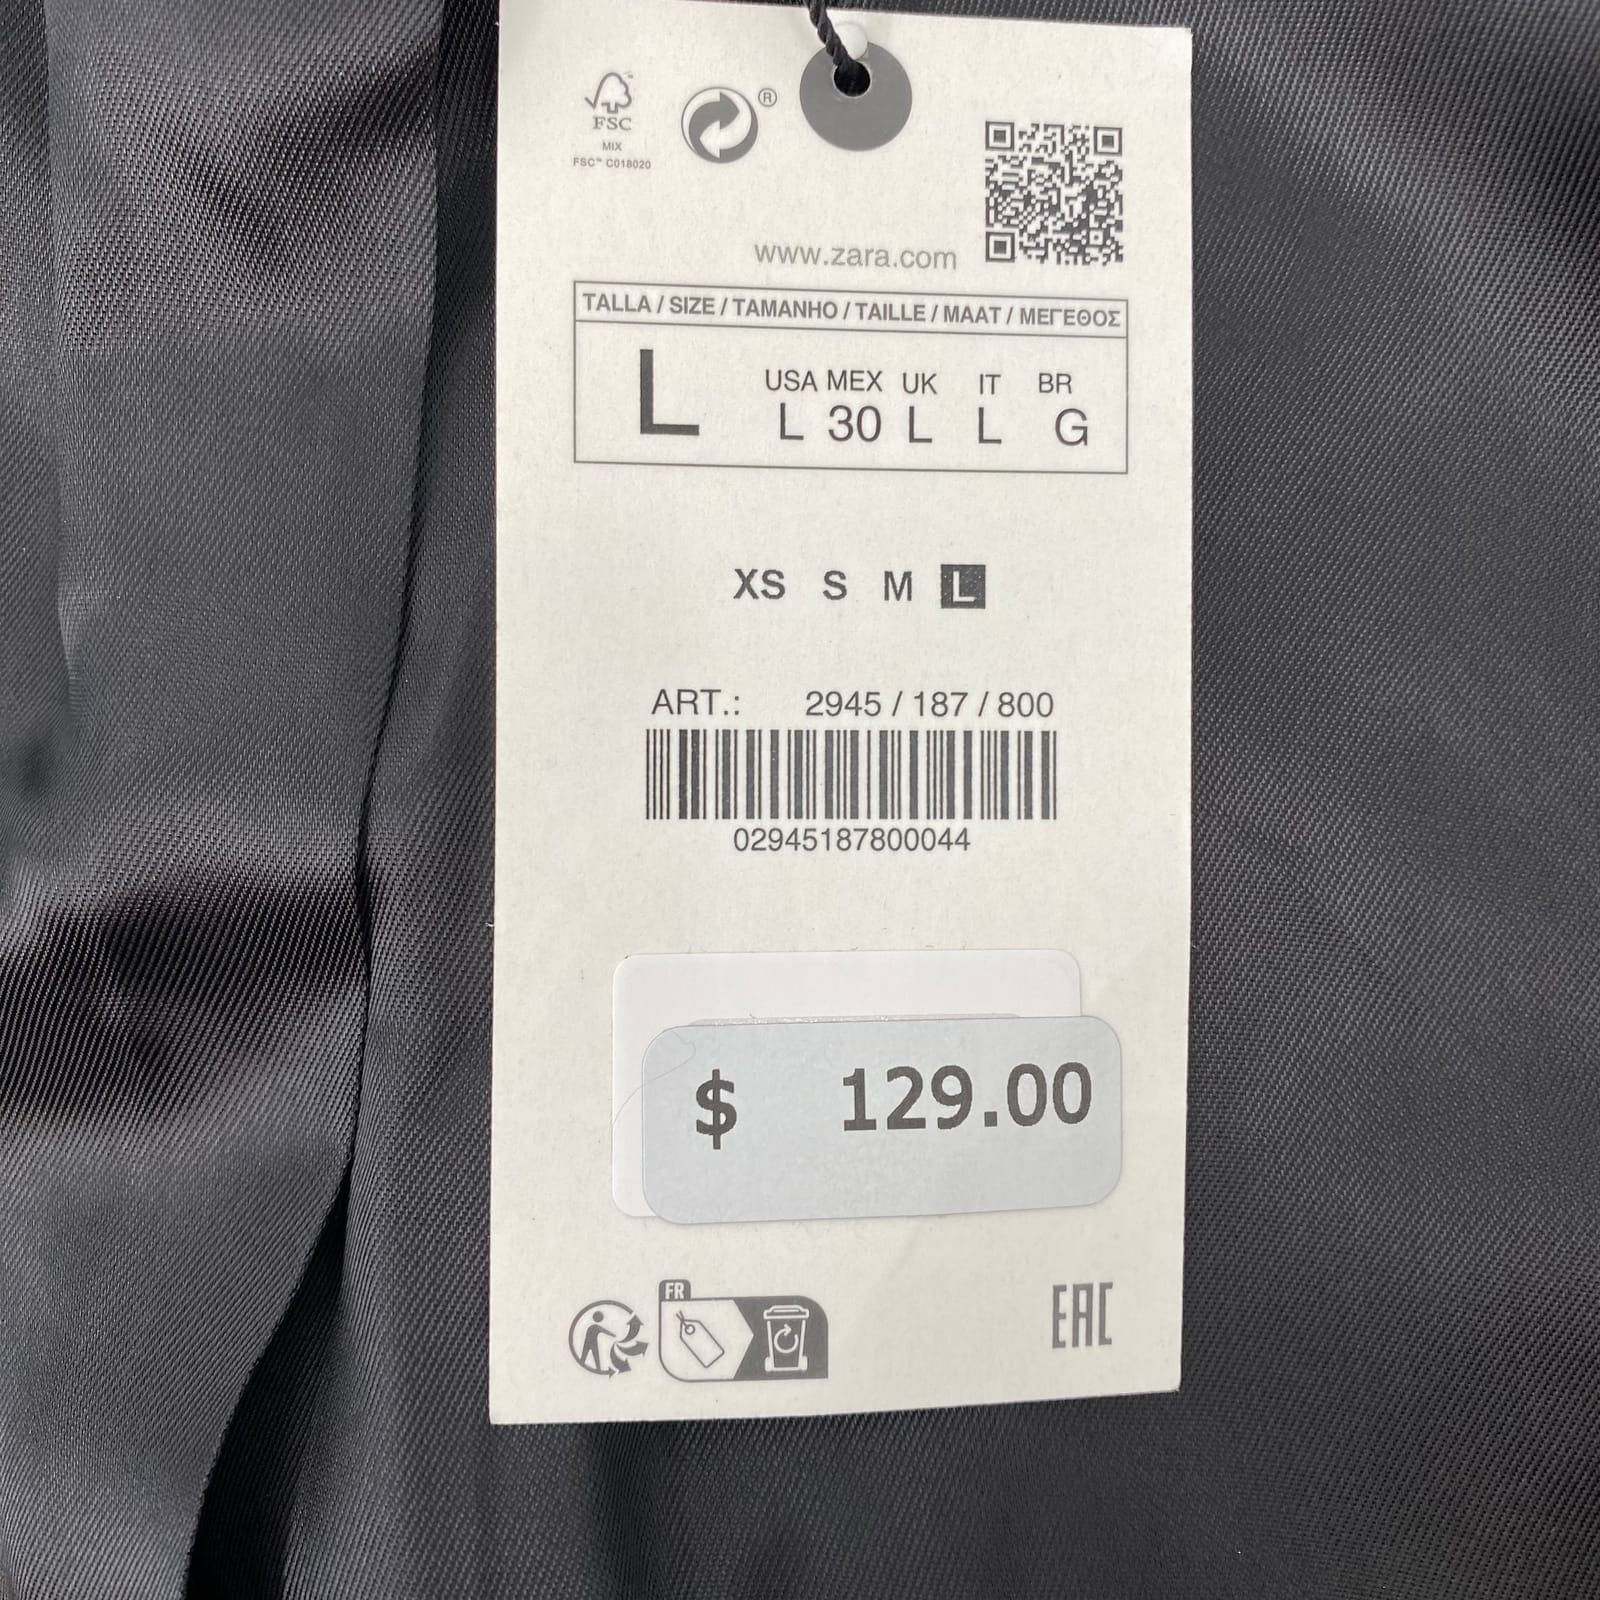 FSC™
MIX
FSC™ C018020
®
www.zara.com
TALLA / SIZE / TAMANHO / TAILLE / MAAT / ΜΕΓΕΘΟΣ
L
USA MEX UK IT BR
L 30 L L G
XS S M L
ART.: 2945 / 187 / 800
02945187800044
$ 129.00
FR
EAC